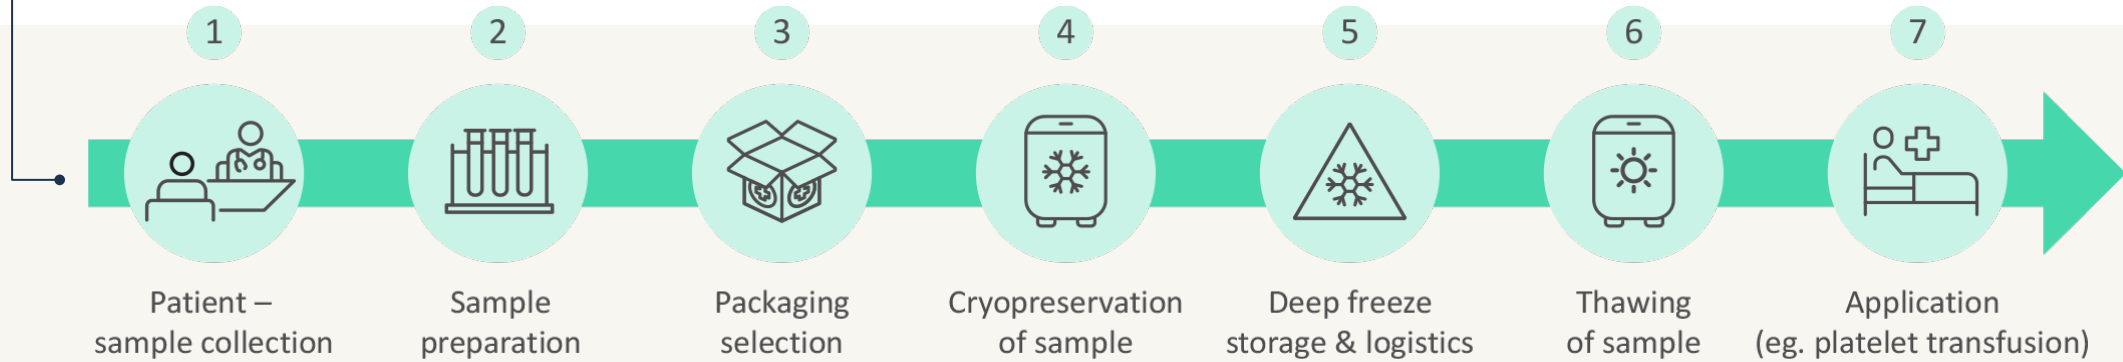 1
2
3
4
5
6
7
Patient –
sample collection
Sample
preparation
Packaging
selection
Cryopreservation
of sample
Deep freeze
storage & logistics
Thawing
of sample
Application
(eg. platelet transfusion)